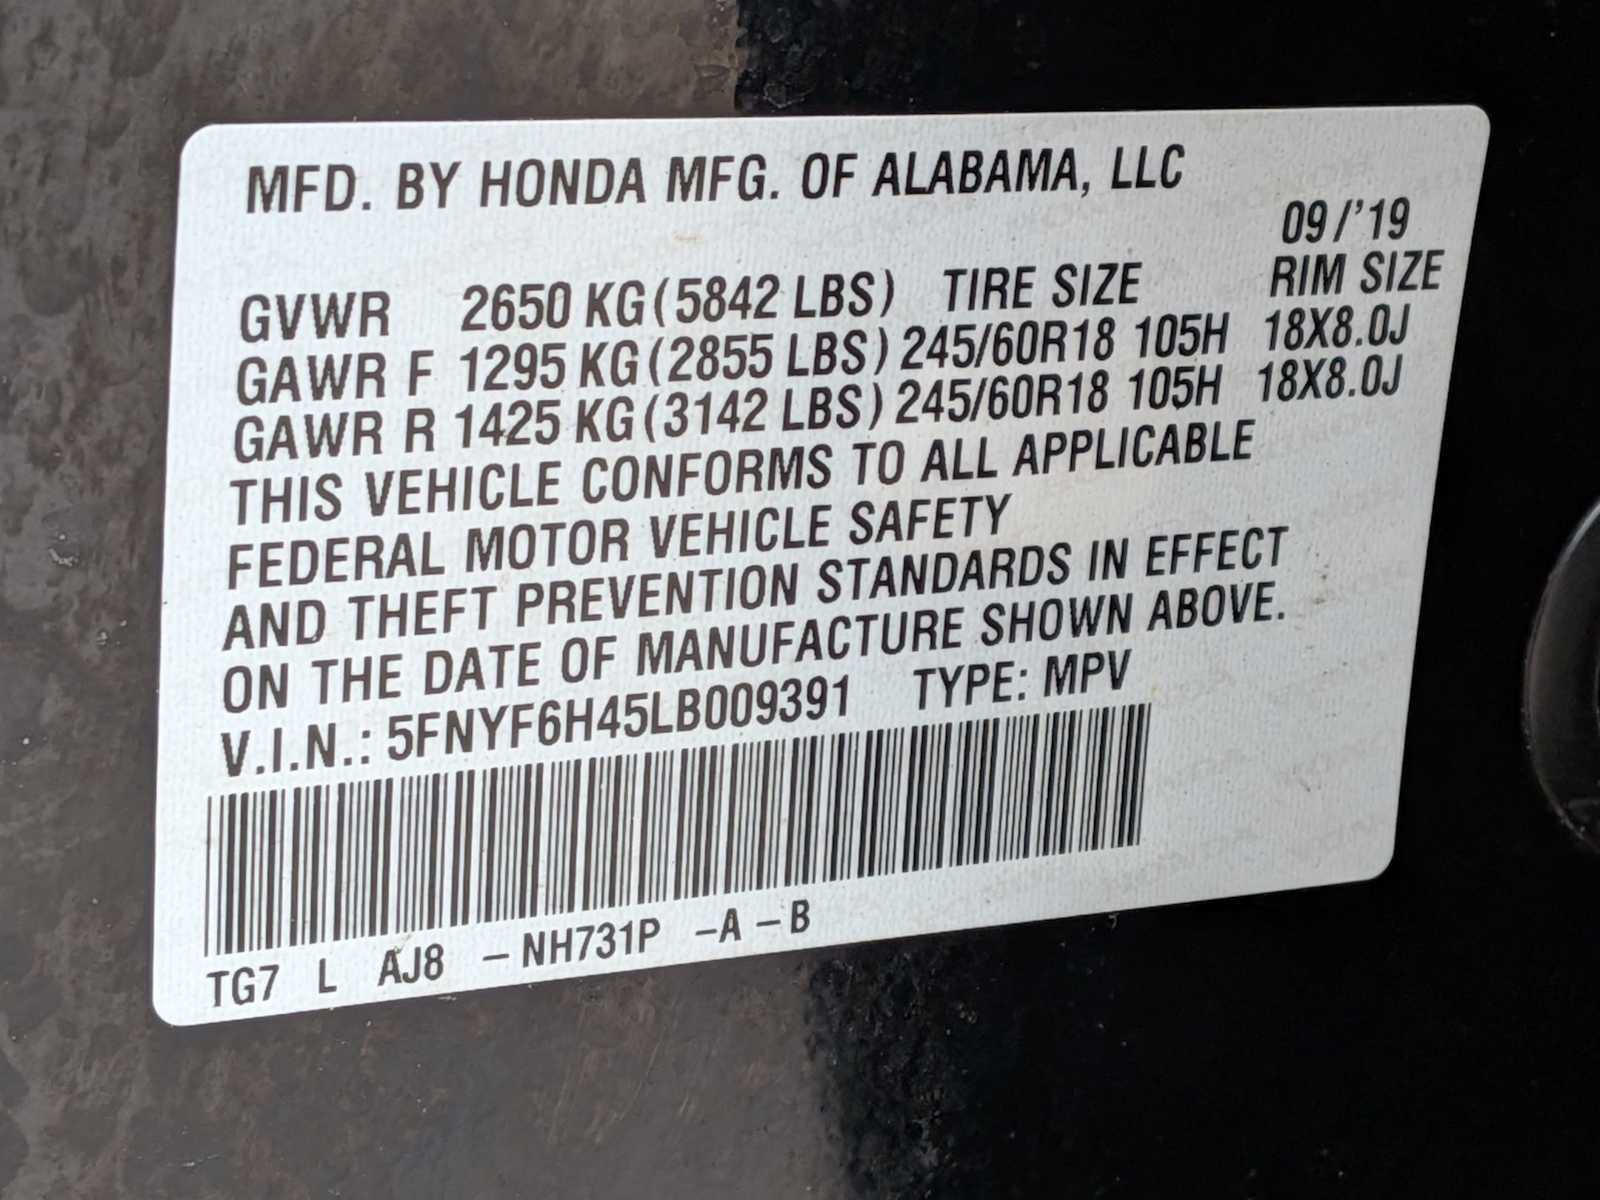 MFD. BY HONDA MFG. OF ALABAMA, LLC
09/'19
GVWR 2650 KG (5842 LBS) TIRE SIZE RIM SIZE
GAWR F 1295 KG (2855 LBS) 245/60R18 105H 18X8.0J
GAWR R 1425 KG (3142 LBS) 245/60R18 105H 18X8.0J
THIS VEHICLE CONFORMS TO ALL APPLICABLE
FEDERAL MOTOR VEHICLE SAFETY
AND THEFT PREVENTION STANDARDS IN EFFECT
ON THE DATE OF MANUFACTURE SHOWN ABOVE.
V.I.N.: 5FNYF6H45LB009391 TYPE: MPV
TG7 L AJ8 – NH731P –A – B